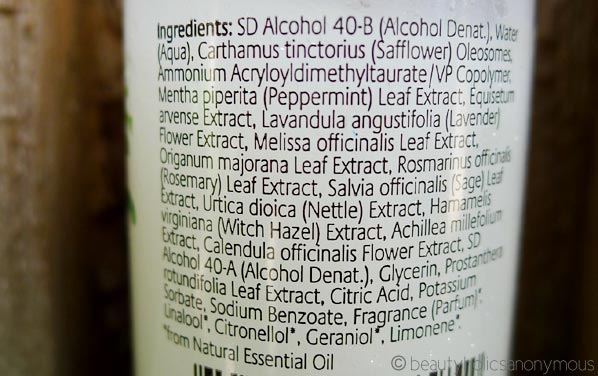 Ingredients: SD Alcohol 40-B (Alcohol Denat.), Water
(Aqua), Carthamus tinctorius (Safflower) Oleosomes,
Ammonium Acryloyldimethyltaurate/VP Copolymer,
Mentha piperita (Peppermint) Leaf Extract, Equisetum
arvense Extract, Lavandula angustifolia (Lavender)
Flower Extract, Melissa officinalis Leaf Extract,
Origanum majorana Leaf Extract, Rosmarinus officinalis
(Rosemary) Leaf Extract, Salvia officinalis (Sage) Leaf
Extract, Urtica dioica (Nettle) Extract, Hamamelis
virginiana (Witch Hazel) Extract, Achillea millefolium
Extract, Calendula officinalis Flower Extract, SD
Alcohol 40-A (Alcohol Denat.), Glycerin, Prostanthera
rotundifolia Leaf Extract, Citric Acid, Potassium
Sorbate, Sodium Benzoate, Fragrance (Parfum)*,
Linalool*, Citronellol*, Geraniol*, Limonene*.
*from Natural Essential Oil
© beautyholicsanonymous